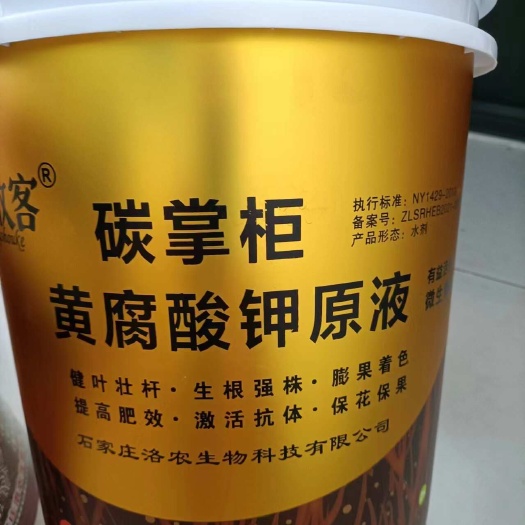 客®
碳掌柜
执行标准：NY1429-
备案号：ZLSRHEB
产品形态：水剂
黄腐酸钾原液
健叶壮杆·生根强株·膨果着色
提高肥效·激活抗体·保花保果
石家庄洛农生物科技有限公司